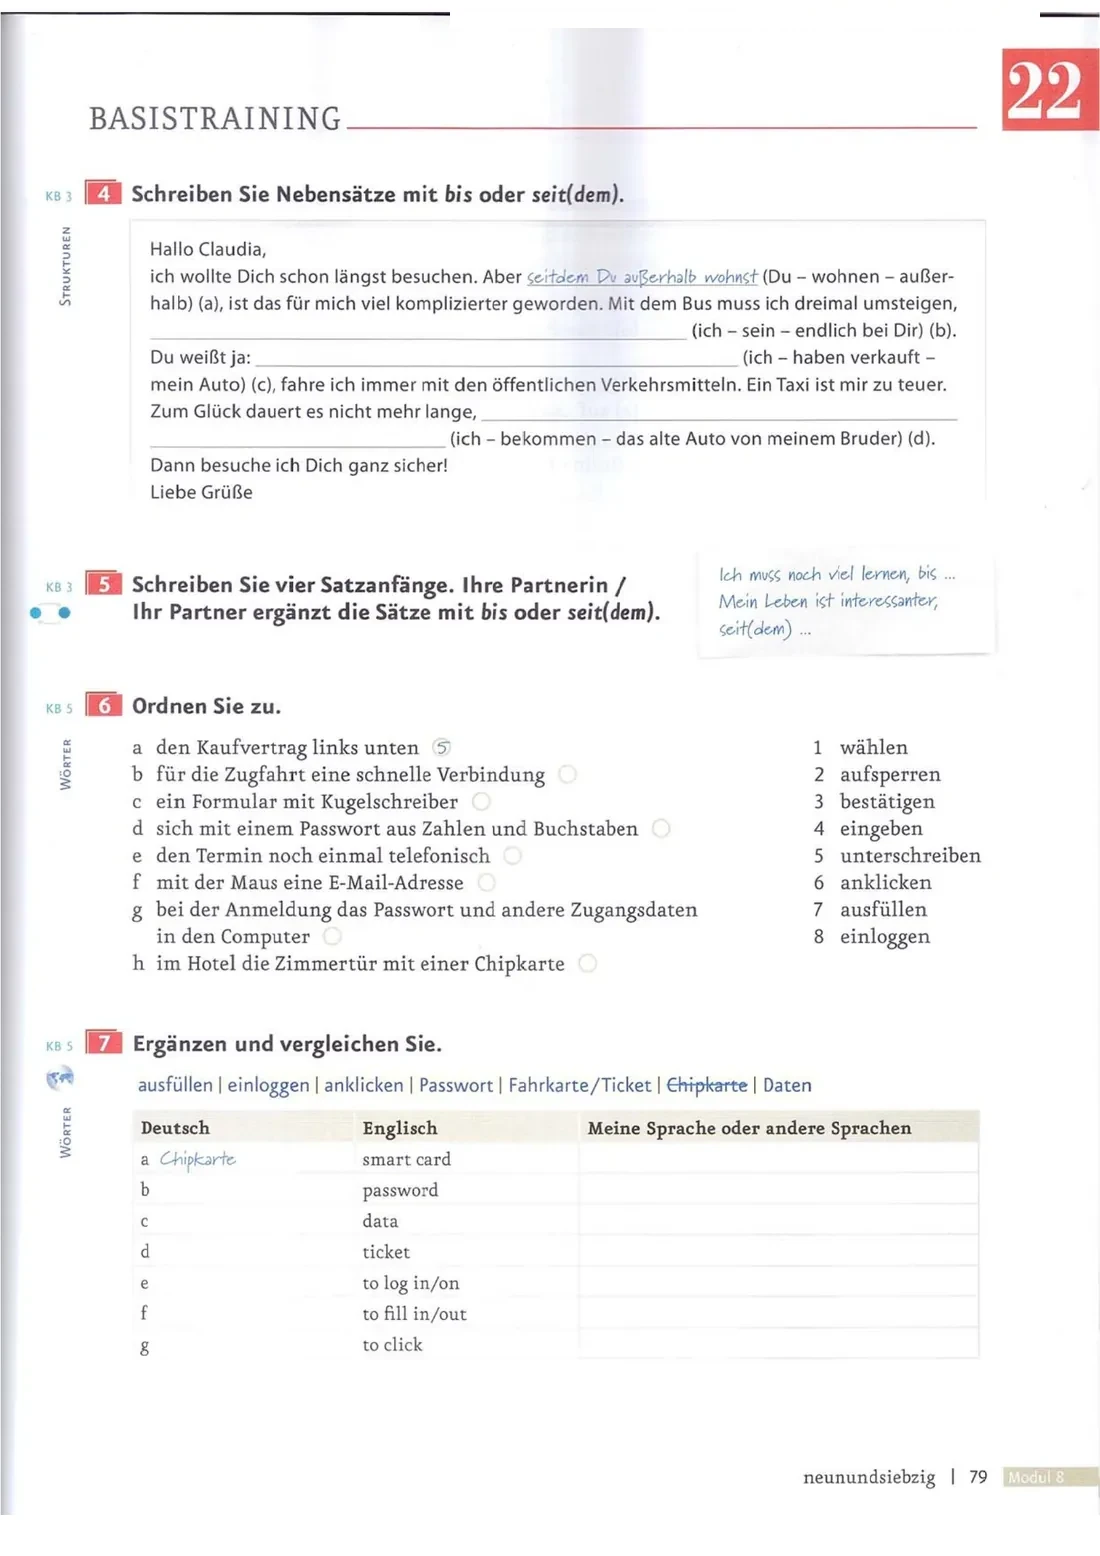 22
BASISTRAINING
KB 3 4 Schreiben Sie Nebensätze mit bis oder seit(dem).
STRUKTUREN
Hallo Claudia,
ich wollte Dich schon längst besuchen. Aber seitdem Du außerhalb wohnst (Du – wohnen – außer-
halb) (a), ist das für mich viel komplizierter geworden. Mit dem Bus muss ich dreimal umsteigen,
(ich – sein – endlich bei Dir) (b).
Du weißt ja: (ich – haben verkauft –
mein Auto) (c), fahre ich immer mit den öffentlichen Verkehrsmitteln. Ein Taxi ist mir zu teuer.
Zum Glück dauert es nicht mehr lange,
(ich – bekommen – das alte Auto von meinem Bruder) (d).
Dann besuche ich Dich ganz sicher!
Liebe Grüße
KB 3 5 Schreiben Sie vier Satzanfänge. Ihre Partnerin /
Ihr Partner ergänzt die Sätze mit bis oder seit(dem).
Ich muss noch viel lernen, bis ...
Mein Leben ist interessanter,
seit(dem) ...
KB 5 6 Ordnen Sie zu.
WÖRTER
a den Kaufvertrag links unten 5
b für die Zugfahrt eine schnelle Verbindung
c ein Formular mit Kugelschreiber
d sich mit einem Passwort aus Zahlen und Buchstaben
e den Termin noch einmal telefonisch
f mit der Maus eine E-Mail-Adresse
g bei der Anmeldung das Passwort und andere Zugangsdaten
in den Computer
h im Hotel die Zimmertür mit einer Chipkarte
1 wählen
2 aufsperren
3 bestätigen
4 eingeben
5 unterschreiben
6 anklicken
7 ausfüllen
8 einloggen
KB 5 7 Ergänzen und vergleichen Sie.
WÖRTER
ausfüllen | einloggen | anklicken | Passwort | Fahrkarte/Ticket | Chipkarte | Daten
Deutsch Englisch Meine Sprache oder andere Sprachen
a Chipkarte smart card
b password
c data
d ticket
e to log in/on
f to fill in/out
g to click
neunundsiebzig | 79 Modul 8